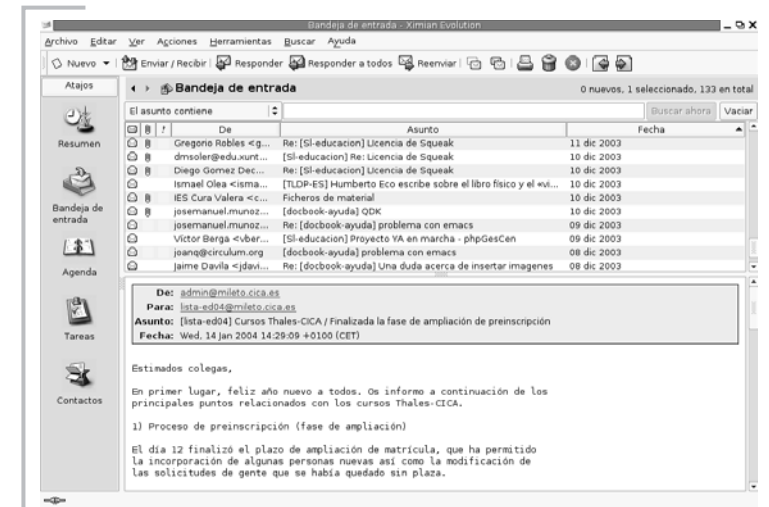 Bandeja de entrada - Ximian Evolution
Archivo Editar Ver Acciones Herramientas Buscar Ayuda
Nuevo Enviar / Recibir Responder Responder a todos Reenviar
Atajos
Bandeja de entrada 0 nuevos, 1 seleccionado, 133 en total
El asunto contiene Buscar ahora Vaciar
! De Asunto Fecha
Gregorio Robles <g... Re: [Sl-educacion] Licencia de Squeak 11 dic 2003
dmsoler@edu.xunt... [Sl-educacion] Re: Licencia de Squeak 10 dic 2003
Diego Gomez Dec... Re: [Sl-educacion] Licencia de Squeak 10 dic 2003
Ismael Olea <isma... [TLDP-ES] Humberto Eco escribe sobre el libro físico y el «vi... 10 dic 2003
IES Cura Valera <c... Ficheros de material 10 dic 2003
josemanuel.munoz... [docbook-ayuda] QDK 10 dic 2003
josemanuel.munoz... Re: [docbook-ayuda] problema con emacs 09 dic 2003
Víctor Berga <vber... [Sl-educacion] Proyecto YA en marcha - phpGesCen 09 dic 2003
joanq@circulum.org [docbook-ayuda] problema con emacs 08 dic 2003
Jaime Davila <jdavi... Re: [docbook-ayuda] Una duda acerca de insertar imagenes 08 dic 2003
Resumen
Bandeja de
entrada
Agenda
Tareas
Contactos
De: admin@mileto.cica.es
Para: lista-ed04@mileto.cica.es
Asunto: [lista-ed04] Cursos Thales-CICA / Finalizada la fase de ampliación de preinscripción
Fecha: Wed, 14 Jan 2004 14:29:09 +0100 (CET)
Estimados colegas,
En primer lugar, feliz año nuevo a todos. Os informo a continuación de los
principales puntos relacionados con los cursos Thales-CICA.
1) Proceso de preinscripción (fase de ampliación)
El día 12 finalizó el plazo de ampliación de matrícula, que ha permitido
la incorporación de algunas personas nuevas así como la modificación de
las solicitudes de gente que se había quedado sin plaza.